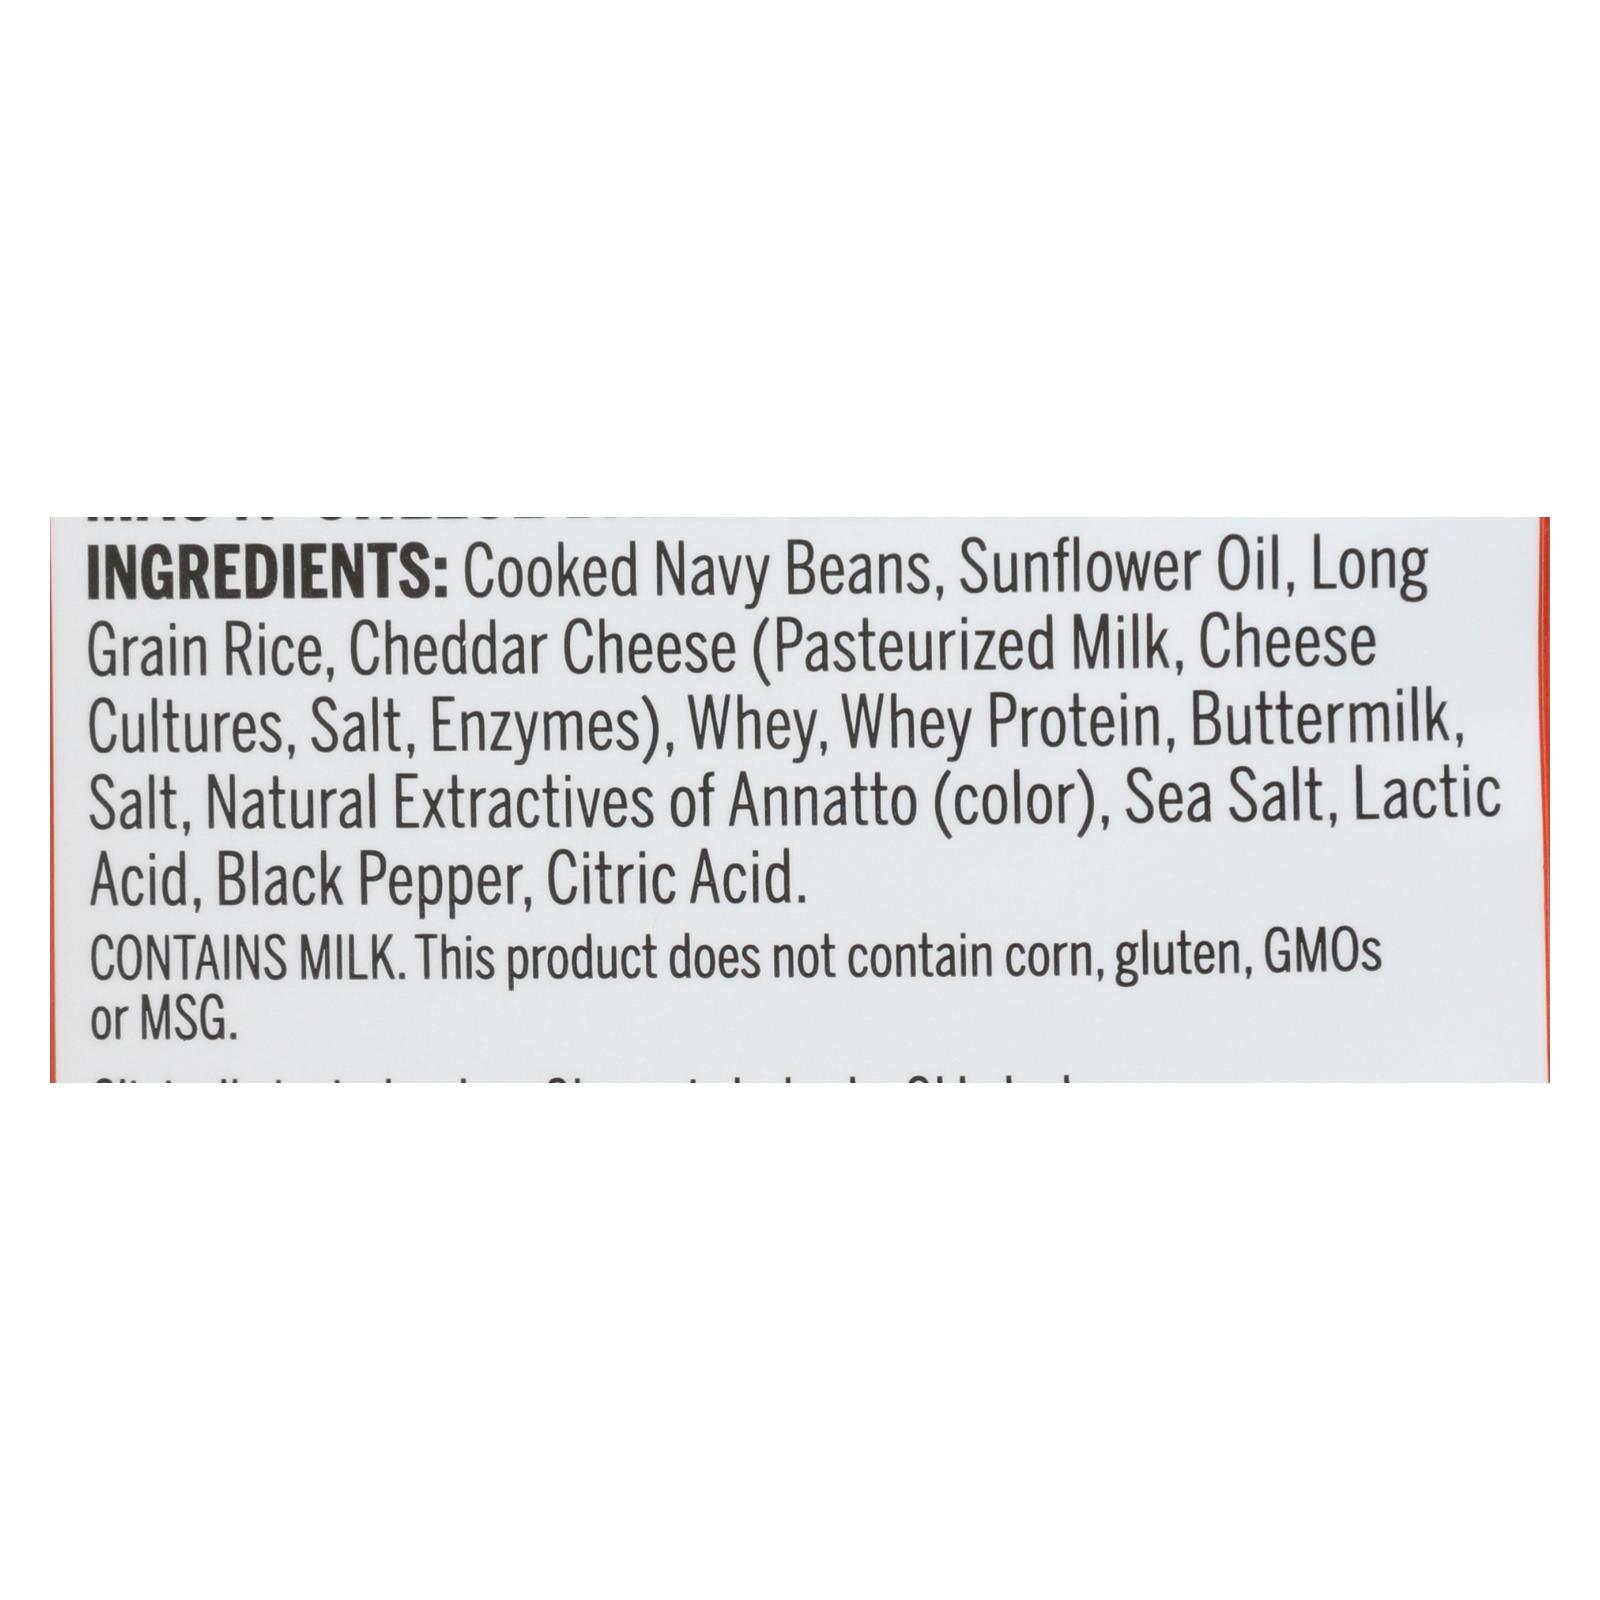 INGREDIENTS: Cooked Navy Beans, Sunflower Oil, Long
Grain Rice, Cheddar Cheese (Pasteurized Milk, Cheese
Cultures, Salt, Enzymes), Whey, Whey Protein, Buttermilk,
Salt, Natural Extractives of Annatto (color), Sea Salt, Lactic
Acid, Black Pepper, Citric Acid.
CONTAINS MILK. This product does not contain corn, gluten, GMOs
or MSG.